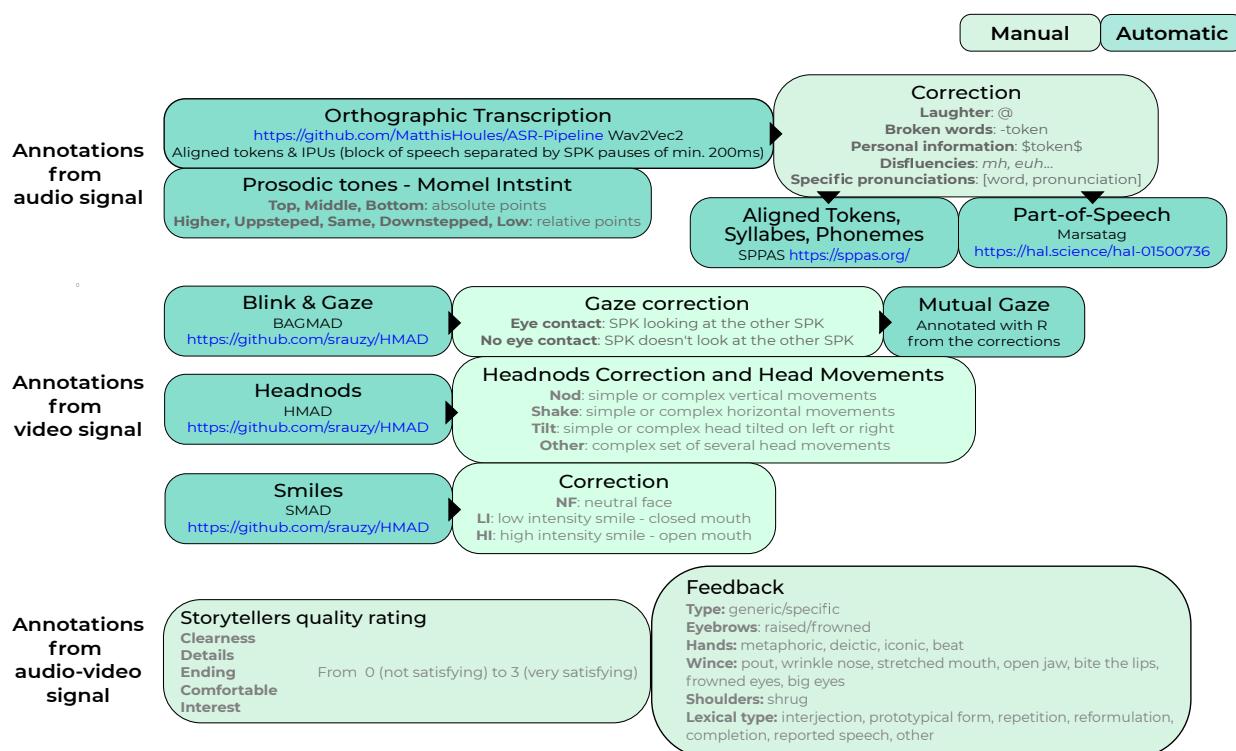 Manual
Automatic
Annotations
from
audio signal
Orthographic Transcription
https://github.com/MatthisHoules/ASR-Pipeline Wav2Vec2
Aligned tokens & IPUs (block of speech separated by SPK pauses of min. 200ms)
Correction
Laughter: @
Broken words: -token
Personal information: $token$
Disfluencies: mh, euh...
Specific pronunciations: [word, pronunciation]
Prosodic tones - Momel Intstint
Top, Middle, Bottom: absolute points
Higher, Uppsteped, Same, Downstepped, Low: relative points
Aligned Tokens,
Syllabes, Phonemes
SPPAS https://sppas.org/
Part-of-Speech
Marsatag
https://hal.science/hal-01500736
Annotations
from
video signal
Blink & Gaze
BAGMAD
https://github.com/srauzy/HMAD
Gaze correction
Eye contact: SPK looking at the other SPK
No eye contact: SPK doesn't look at the other SPK
Mutual Gaze
Annotated with R
from the corrections
Headnods
HMAD
https://github.com/srauzy/HMAD
Headnods Correction and Head Movements
Nod: simple or complex vertical movements
Shake: simple or complex horizontal movements
Tilt: simple or complex head tilted on left or right
Other: complex set of several head movements
Smiles
SMAD
https://github.com/srauzy/HMAD
Correction
NF: neutral face
LI: low intensity smile - closed mouth
HI: high intensity smile - open mouth
Annotations
from
audio-video
signal
Storytellers quality rating
Clearness
Details
Ending
Comfortable
Interest
From 0 (not satisfying) to 3 (very satisfying)
Feedback
Type: generic/specific
Eyebrows: raised/frowned
Hands: metaphoric, deictic, iconic, beat
Wince: pout, wrinkle nose, stretched mouth, open jaw, bite the lips,
frowned eyes, big eyes
Shoulders: shrug
Lexical type: interjection, prototypical form, repetition, reformulation,
completion, reported speech, other